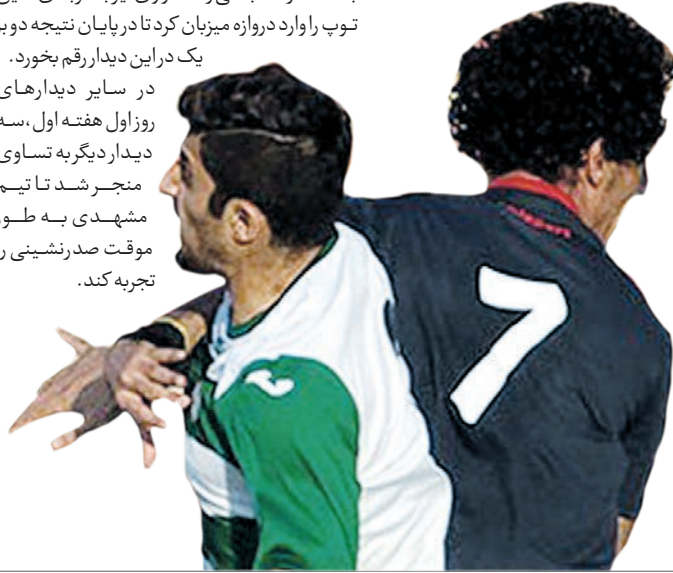 توپ را وارد دروازه میزبان کرد تا در پایان نتیجه دو بر
یک در این دیدار رقم بخورد.
در سایر دیدارهای
روز اول هفته اول، سه
دیدار دیگر به تساوی
منجر شد تا تیم
مشهدی به طور
موقت صدرنشینی را
تجربه کند.
7